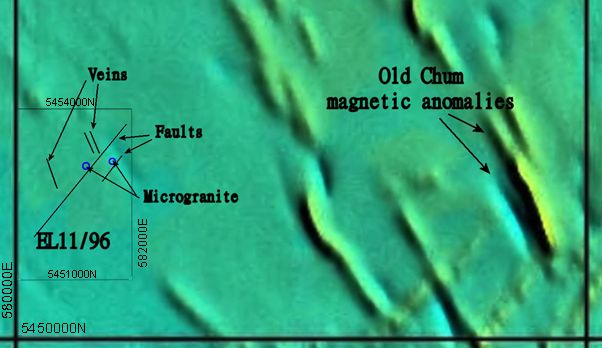 Veins
5454000N
Faults
Microgranite
EL11/96
582000E
5451000N
580000E
5450000N
Old Chum
magnetic anomalies